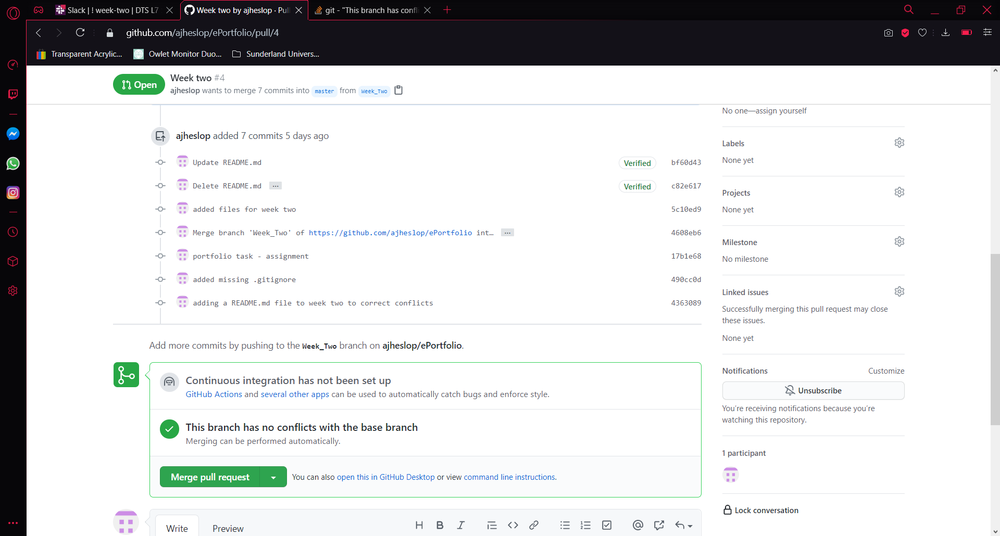 Slack | ! week-two | DTS L7
Week two by ajheslop · Pull
git - "This branch has confl
github.com/ajheslop/ePortfolio/pull/4
Transparent Acrylic...
Owlet Monitor Duo...
Sunderland Univers...
Open
Week two #4
ajheslop wants to merge 7 commits into master from Week_Two
ajheslop added 7 commits 5 days ago
Update README.md
Verified
bf60d43
Delete README.md
...
Verified
c82e617
added files for week two
5c10ed9
Merge branch 'Week_Two' of https://github.com/ajheslop/ePortfolio int…
...
4608eb6
portfolio task - assignment
17b1e68
added missing .gitignore
490cc0d
adding a README.md file to week two to correct conflicts
4363089
Add more commits by pushing to the Week_Two branch on ajheslop/ePortfolio.
Continuous integration has not been set up
GitHub Actions and several other apps can be used to automatically catch bugs and enforce style.
This branch has no conflicts with the base branch
Merging can be performed automatically.
Merge pull request
You can also open this in GitHub Desktop or view command line instructions.
Write
Preview
No one—assign yourself
Labels
None yet
Projects
None yet
Milestone
No milestone
Linked issues
Successfully merging this pull request may close
these issues.
None yet
Notifications
Customize
Unsubscribe
You're receiving notifications because you're
watching this repository.
1 participant
Lock conversation